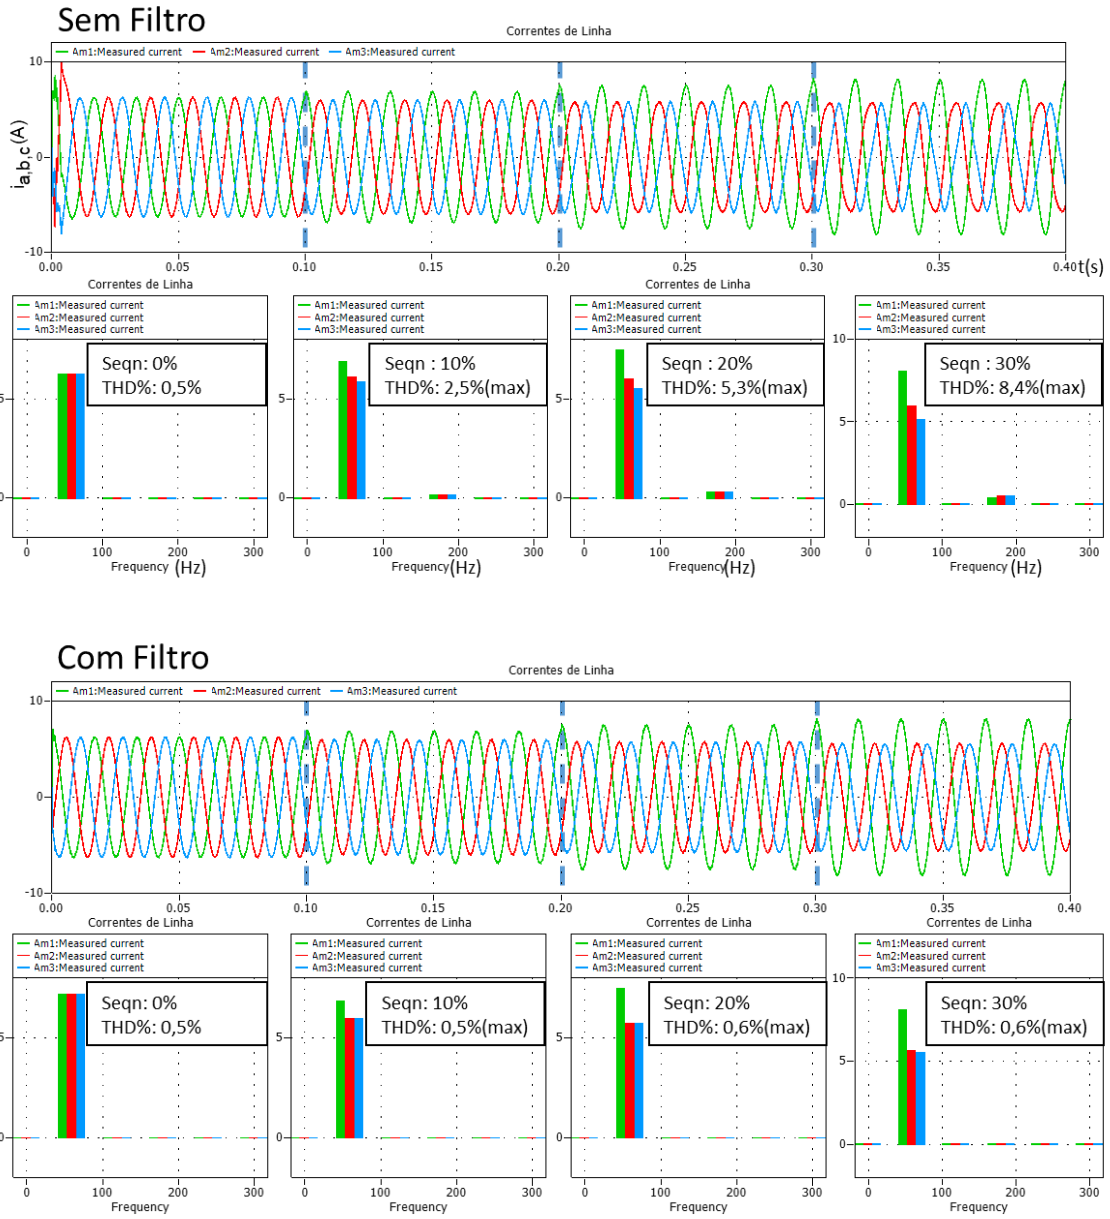 Sem Filtro
Correntes de Linha
Am1:Measured current Am2:Measured current Am3:Measured current
10
0
-10
ia,b,c(A)
0.00 0.05 0.10 0.15 0.20 0.25 0.30 0.35 0.40 t(s)
Correntes de Linha
Am1:Measured current
Am2:Measured current
Am3:Measured current
Seqn: 0%
THD%: 0,5%
5
0
0 100 200 300
Frequency (Hz)
Correntes de Linha
Am1:Measured current
Am2:Measured current
Am3:Measured current
Seqn : 10%
THD%: 2,5%(max)
5
0
0 100 200 300
Frequency (Hz)
Correntes de Linha
Am1:Measured current
Am2:Measured current
Am3:Measured current
Seqn : 20%
THD%: 5,3%(max)
5
0
0 100 200 300
Frequency (Hz)
Correntes de Linha
Am1:Measured current
Am2:Measured current
Am3:Measured current
10
Seqn : 30%
THD%: 8,4%(max)
5
0
0 100 200 300
Frequency (Hz)
Com Filtro
Correntes de Linha
Am1:Measured current Am2:Measured current Am3:Measured current
10
0
-10
0.00 0.05 0.10 0.15 0.20 0.25 0.30 0.35 0.40
Correntes de Linha
Am1:Measured current
Am2:Measured current
Am3:Measured current
Seqn: 0%
THD%: 0,5%
5
0
0 100 200 300
Frequency
Correntes de Linha
Am1:Measured current
Am2:Measured current
Am3:Measured current
Seqn: 10%
THD%: 0,5%(max)
5
0
0 100 200 300
Frequency
Correntes de Linha
Am1:Measured current
Am2:Measured current
Am3:Measured current
Seqn: 20%
THD%: 0,6%(max)
5
0
0 100 200 300
Frequency
Correntes de Linha
Am1:Measured current
Am2:Measured current
Am3:Measured current
10
Seqn: 30%
THD%: 0,6%(max)
5
0
0 100 200 300
Frequency